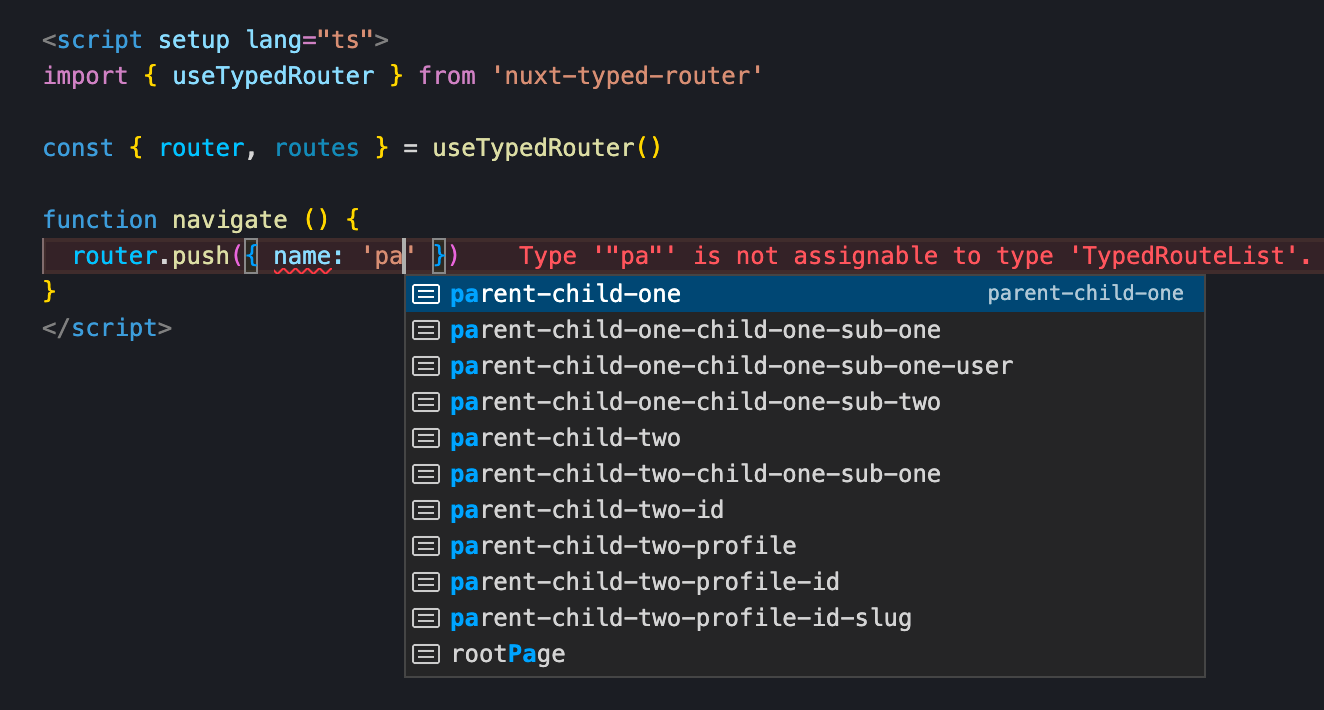 <script setup lang="ts">
import { useTypedRouter } from 'nuxt-typed-router'
const { router, routes } = useTypedRouter()
function navigate () {
router.push({ name: 'pa' }) Type '"pa"' is not assignable to type 'TypedRouteList'.
}
parent-child-one parent-child-one
</script>
parent-child-one-child-one-sub-one
parent-child-one-child-one-sub-one-user
parent-child-one-child-one-sub-two
parent-child-two
parent-child-two-child-one-sub-one
parent-child-two-id
parent-child-two-profile
parent-child-two-profile-id
parent-child-two-profile-id-slug
rootPage